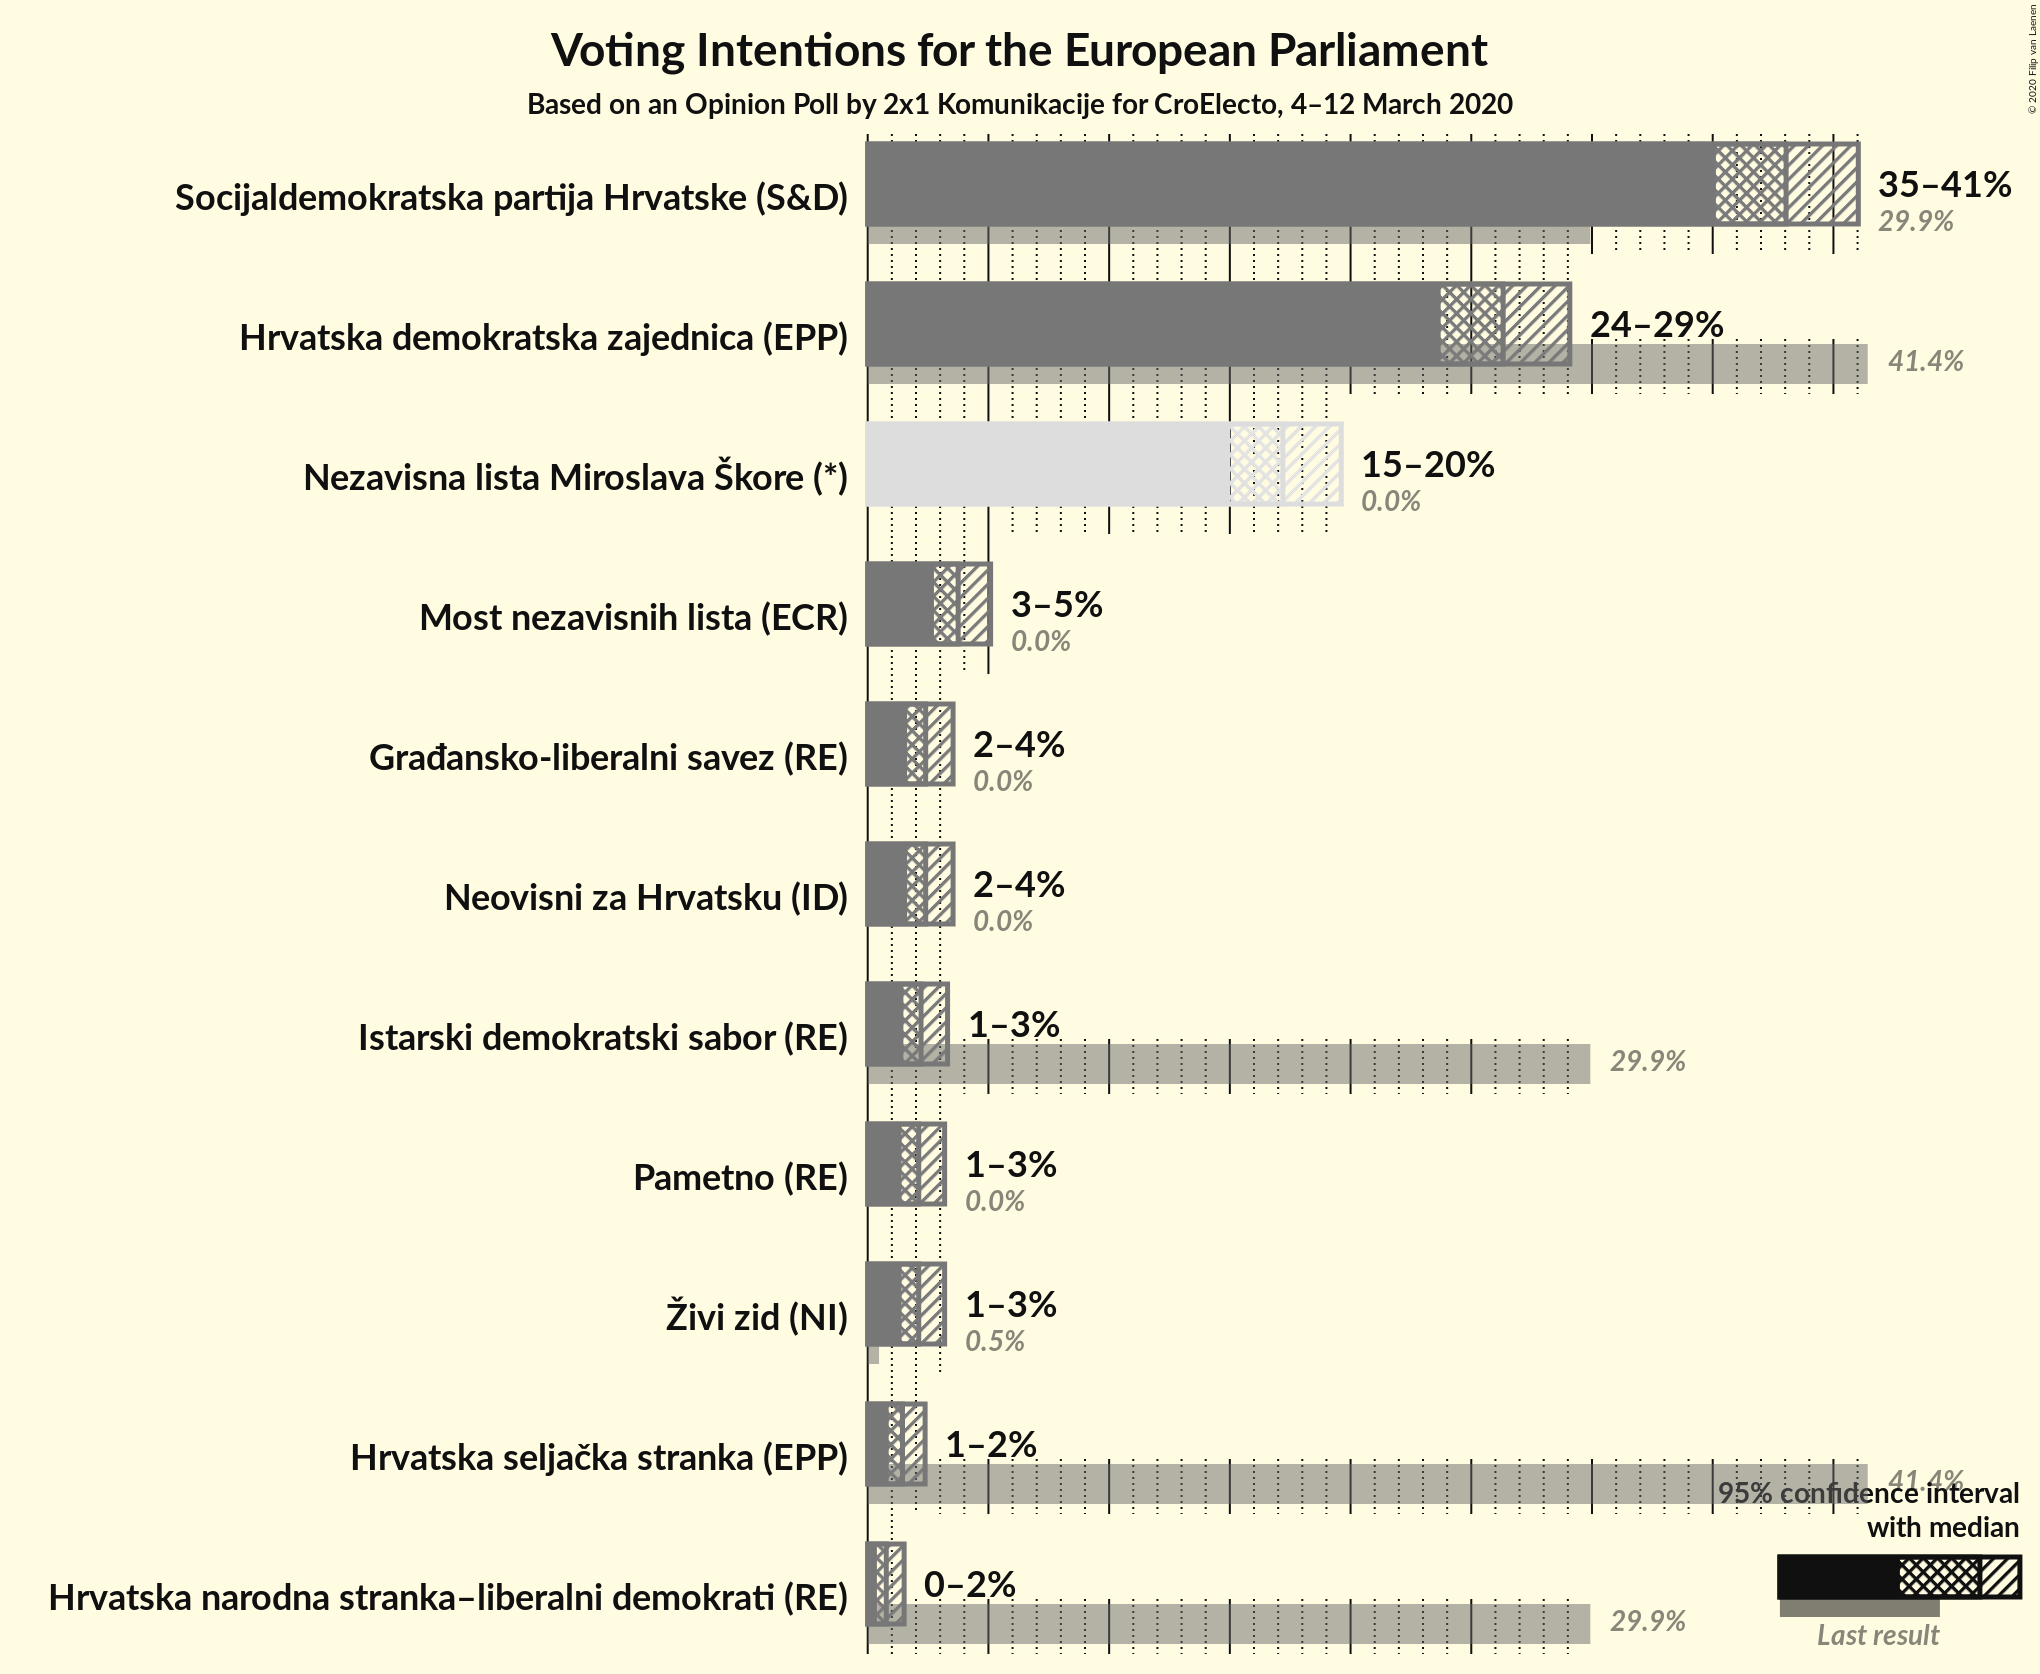 © 2020 Filip van Laenen
Voting Intentions for the European Parliament
Based on an Opinion Poll by 2x1 Komunikacije for CroElecto, 4–12 March 2020
Socijaldemokratska partija Hrvatske (S&D)
35–41%
29.9%
Hrvatska demokratska zajednica (EPP)
24–29%
41.4%
Nezavisna lista Miroslava Škore (*)
15–20%
0.0%
Most nezavisnih lista (ECR)
3–5%
0.0%
Građansko-liberalni savez (RE)
2–4%
0.0%
Neovisni za Hrvatsku (ID)
2–4%
0.0%
Istarski demokratski sabor (RE)
1–3%
29.9%
Pametno (RE)
1–3%
0.0%
Živi zid (NI)
1–3%
0.5%
Hrvatska seljačka stranka (EPP)
1–2%
41.4%
Hrvatska narodna stranka–liberalni demokrati (RE)
0–2%
29.9%
95% confidence interval
with median
Last result